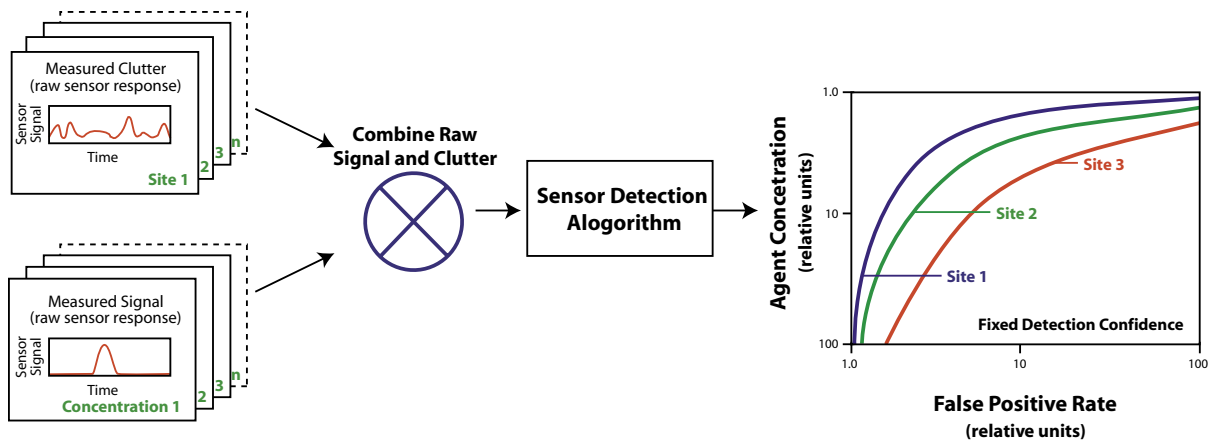 Measured Clutter
(raw sensor response)
Sensor
Signal
Time
Site 1
2
3
n
Measured Signal
(raw sensor response)
Sensor
Signal
Time
Concentration 1
2
3
n
Combine Raw
Signal and Clutter
Sensor Detection
Alogorithm
Agent Concetration
(relative units)
1.0
10
100
Site 3
Site 2
Site 1
Fixed Detection Confidence
1.0
10
100
False Positive Rate
(relative units)